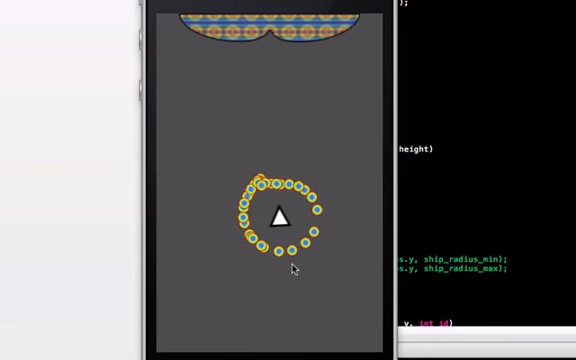 );
height)
s.y, ship_radius_min);
s.y, ship_radius_max);
y, int id)